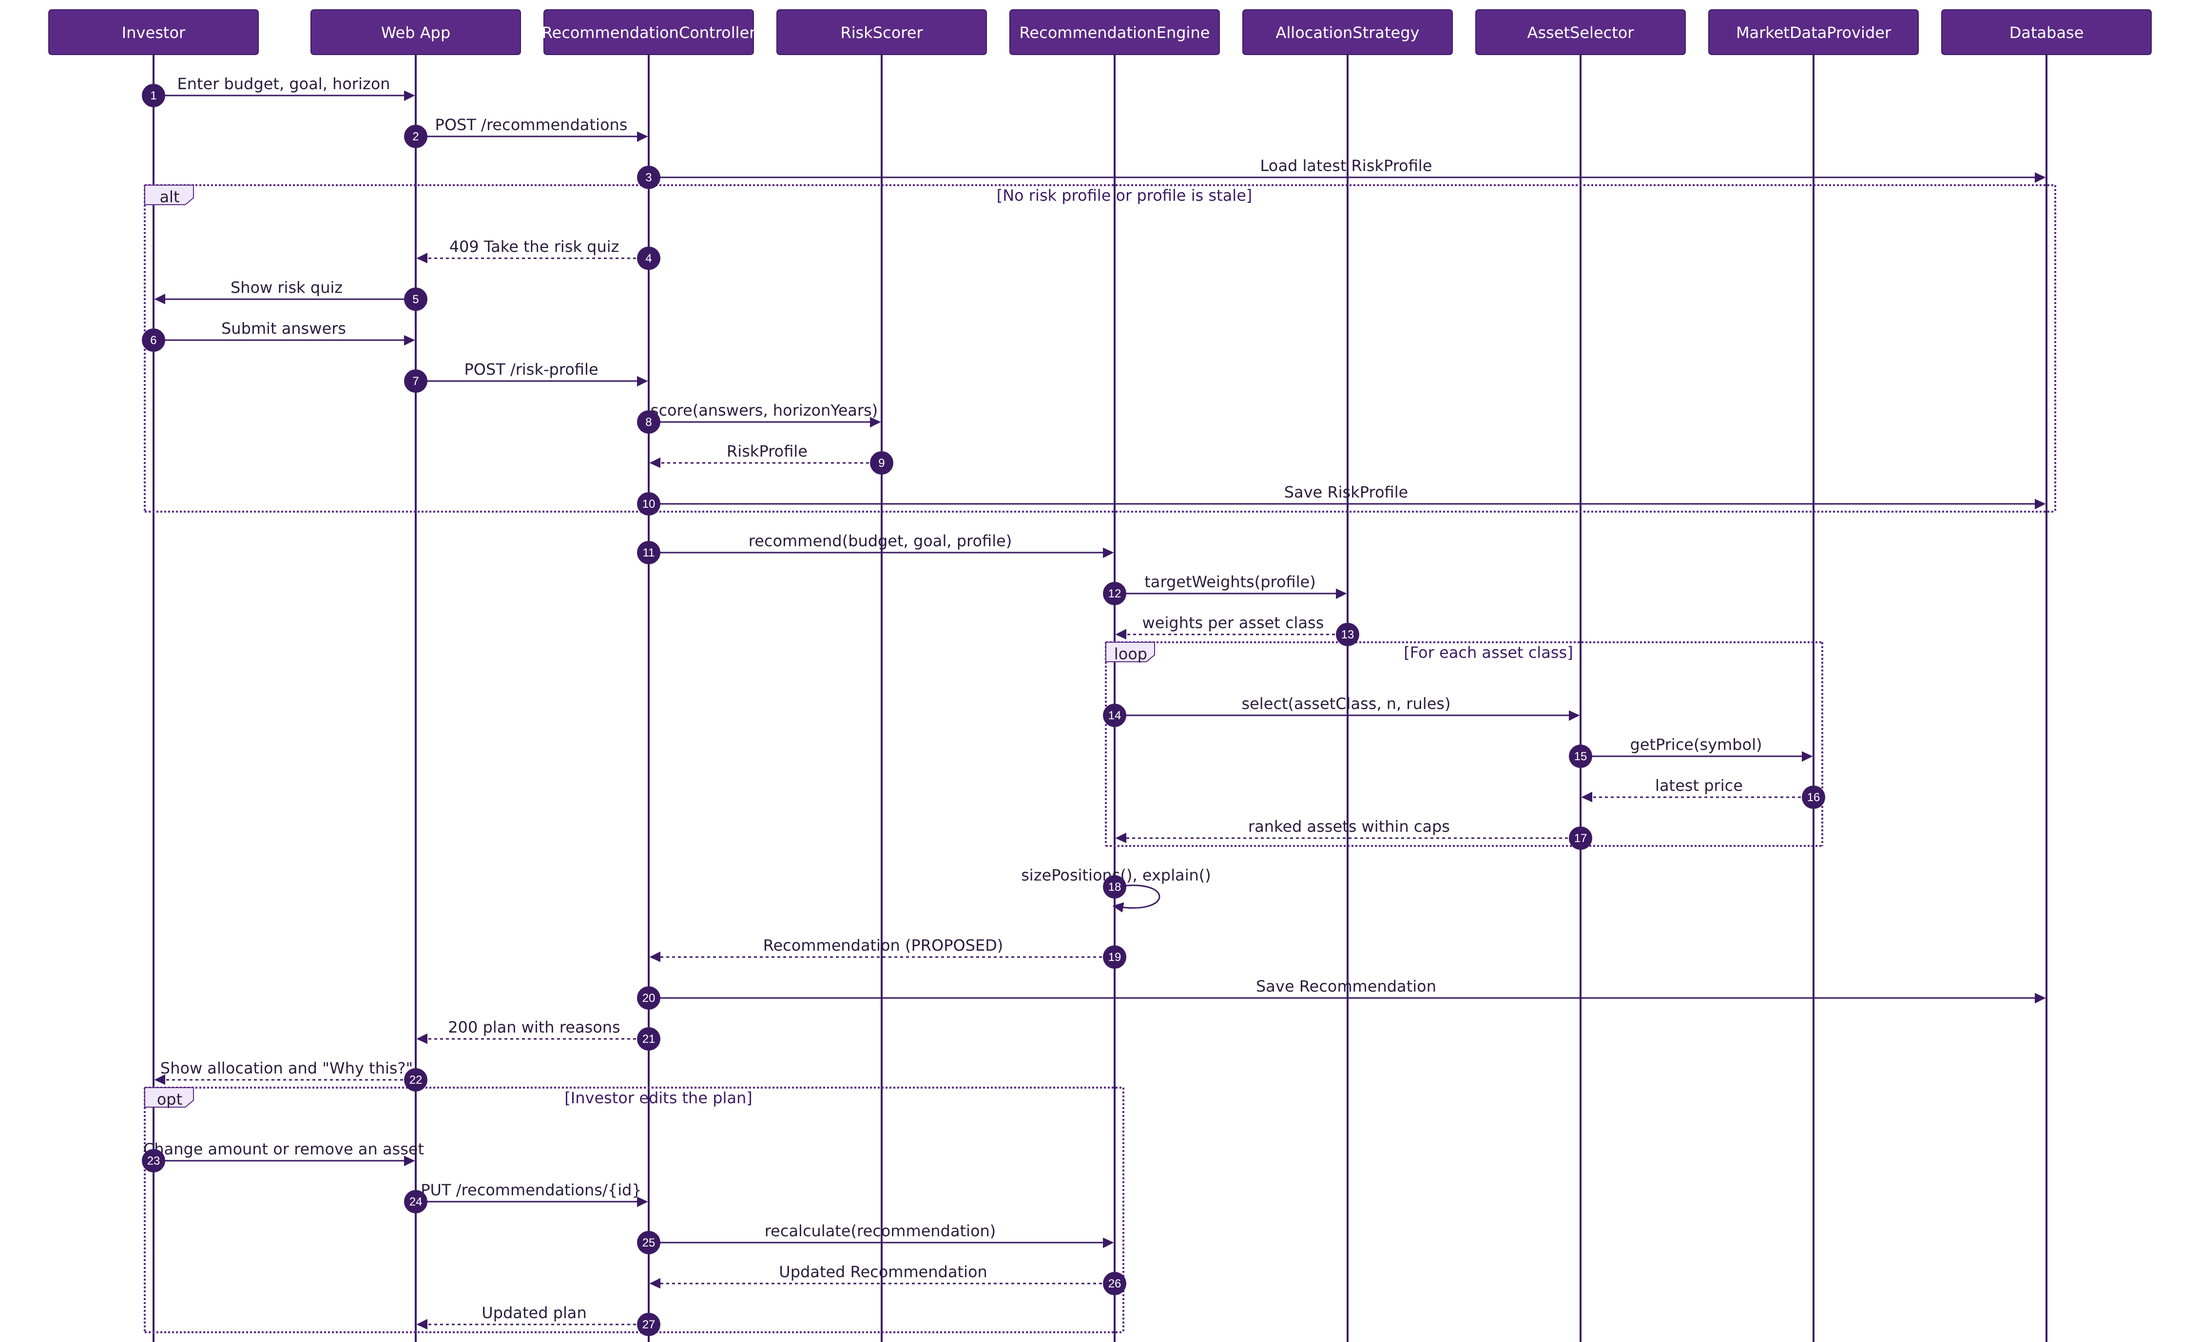 Investor
Web App
RecommendationController
RiskScorer
RecommendationEngine
AllocationStrategy
AssetSelector
MarketDataProvider
Database
1 Enter budget, goal, horizon
2 POST /recommendations
3 Load latest RiskProfile
alt [No risk profile or profile is stale]
409 Take the risk quiz 4
Show risk quiz 5
6 Submit answers
7 POST /risk-profile
8 score(answers, horizonYears)
RiskProfile 9
10 Save RiskProfile
11 recommend(budget, goal, profile)
12 targetWeights(profile)
weights per asset class 13
loop [For each asset class]
14 select(assetClass, n, rules)
15 getPrice(symbol)
latest price 16
ranked assets within caps 17
18 sizePositions(), explain()
Recommendation (PROPOSED) 19
20 Save Recommendation
200 plan with reasons 21
Show allocation and "Why this?" 22
opt [Investor edits the plan]
23 Change amount or remove an asset
24 PUT /recommendations/{id}
25 recalculate(recommendation)
Updated Recommendation 26
Updated plan 27